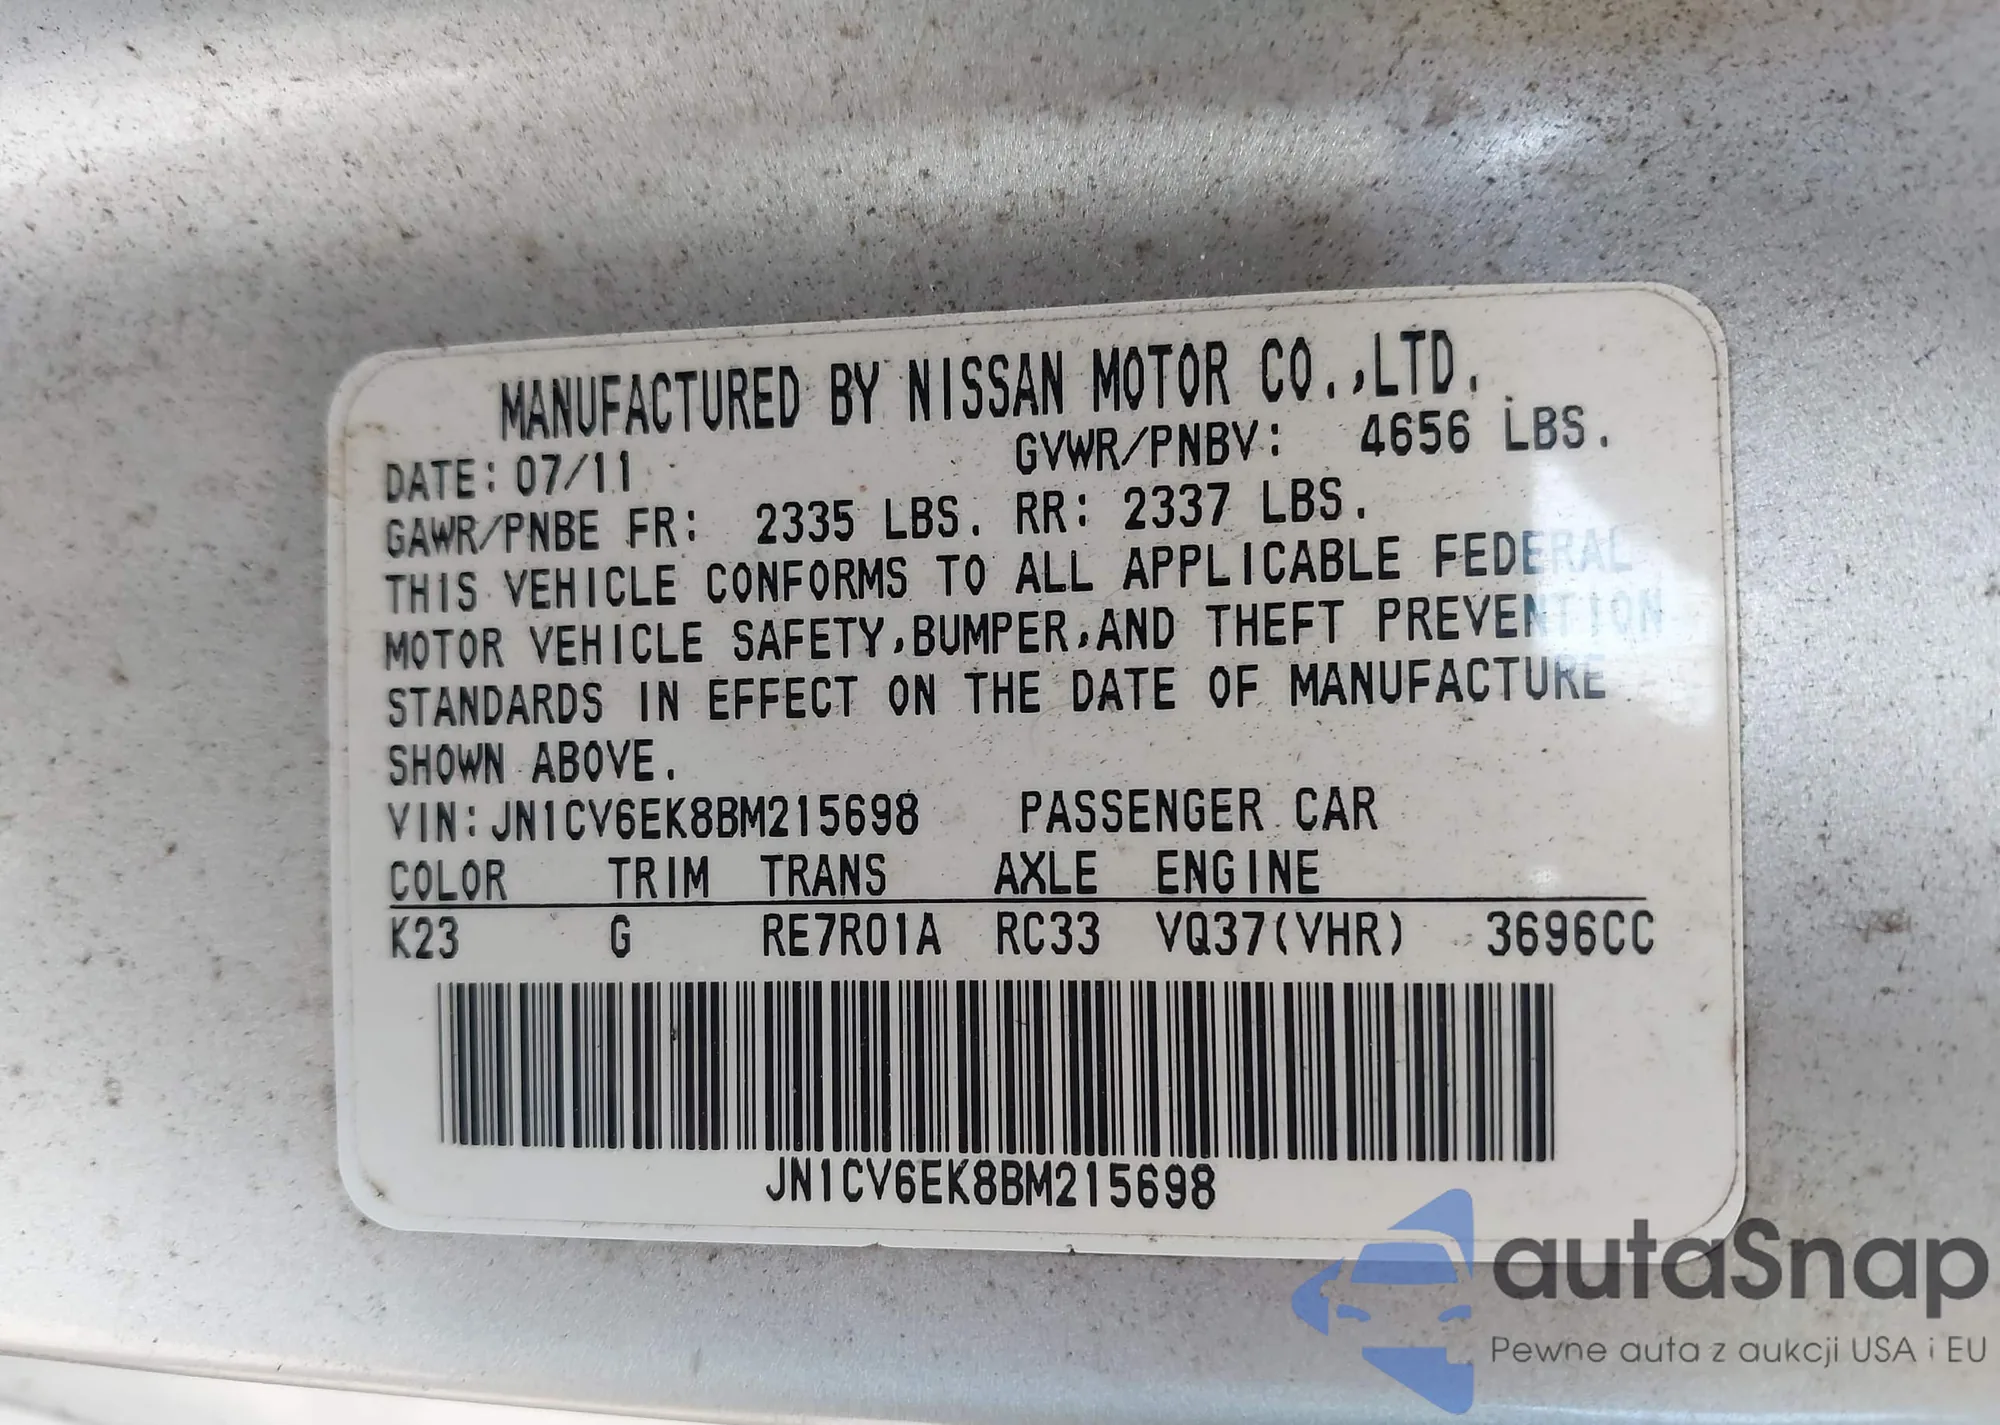 MANUFACTURED BY NISSAN MOTOR CO.,LTD.
DATE:07/11 GVWR/PNBV: 4656 LBS.
GAWR/PNBE FR: 2335 LBS. RR: 2337 LBS.
THIS VEHICLE CONFORMS TO ALL APPLICABLE FEDERAL
MOTOR VEHICLE SAFETY,BUMPER,AND THEFT PREVENTION
STANDARDS IN EFFECT ON THE DATE OF MANUFACTURE
SHOWN ABOVE.
VIN:JN1CV6EK8BM215698 PASSENGER CAR
COLOR TRIM TRANS AXLE ENGINE
K23 G RE7R01A RC33 VQ37(VHR) 3696CC
JN1CV6EK8BM215698
autaSnap
Pewne auta z aukcji USA i EU